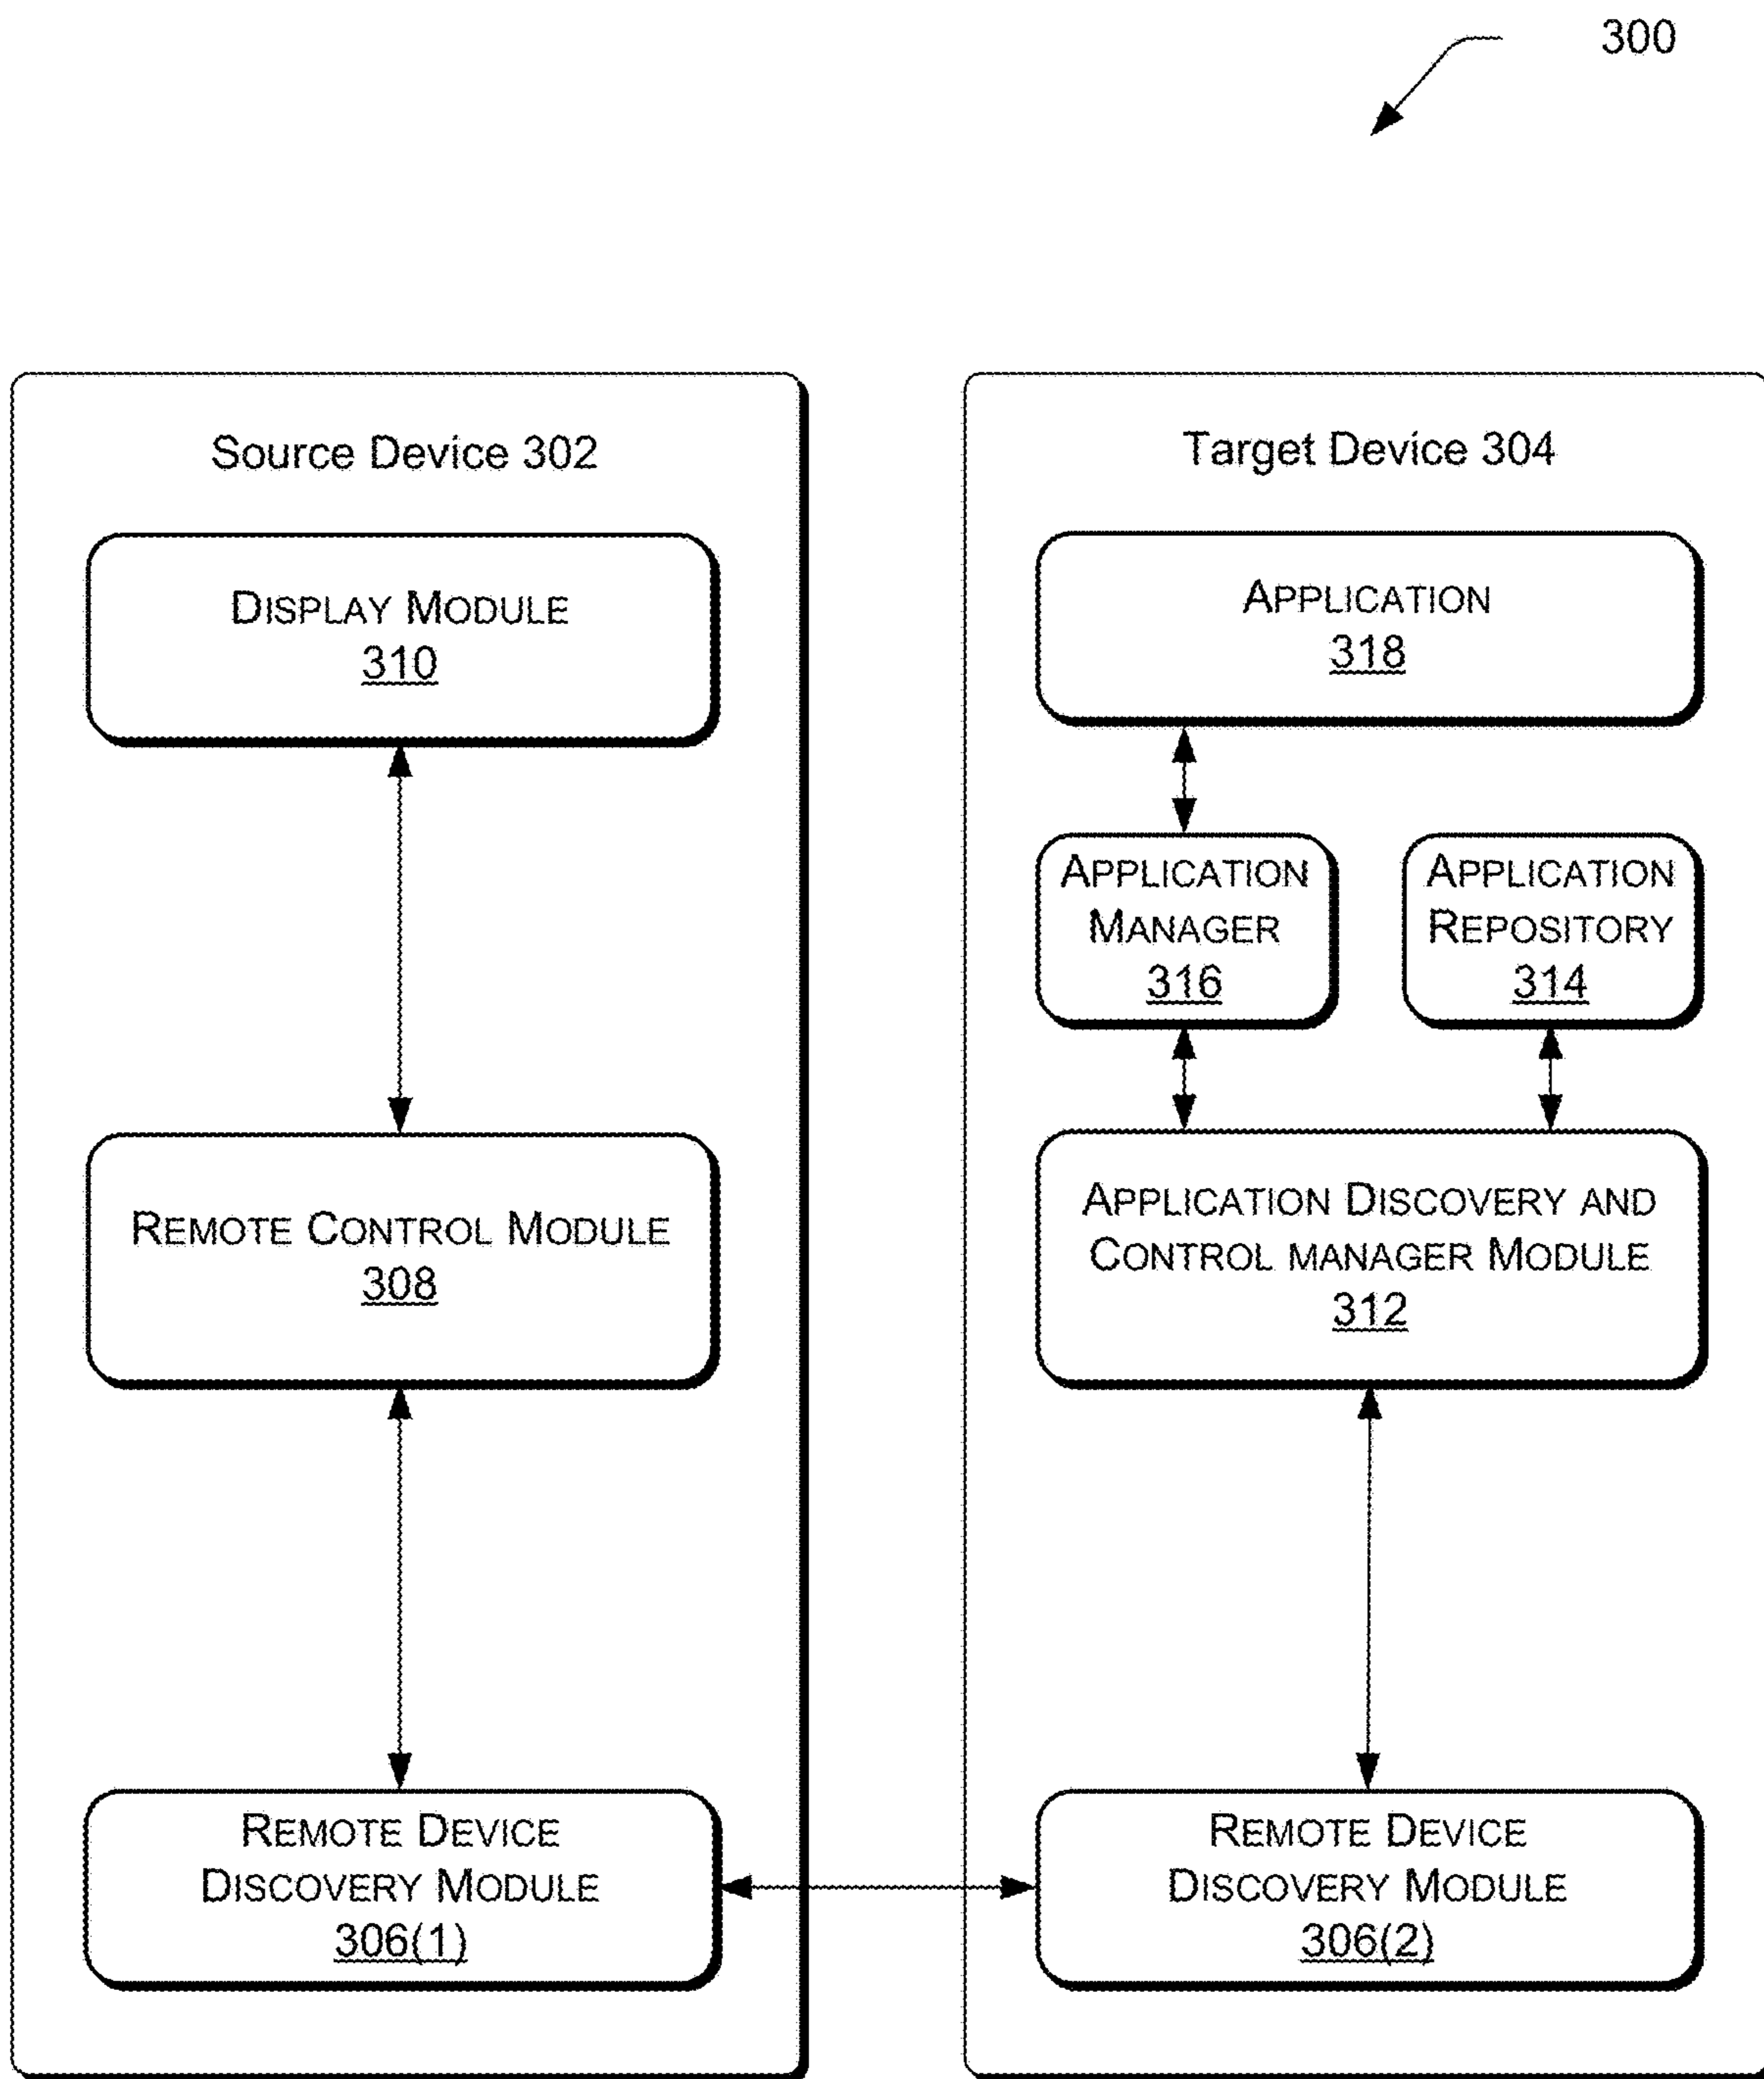 300
Source Device 302
DISPLAY MODULE
310
REMOTE CONTROL MODULE
308
REMOTE DEVICE
DISCOVERY MODULE
306(1)
Target Device 304
APPLICATION
318
APPLICATION
MANAGER
316
APPLICATION
REPOSITORY
314
APPLICATION DISCOVERY AND
CONTROL MANAGER MODULE
312
REMOTE DEVICE
DISCOVERY MODULE
306(2)